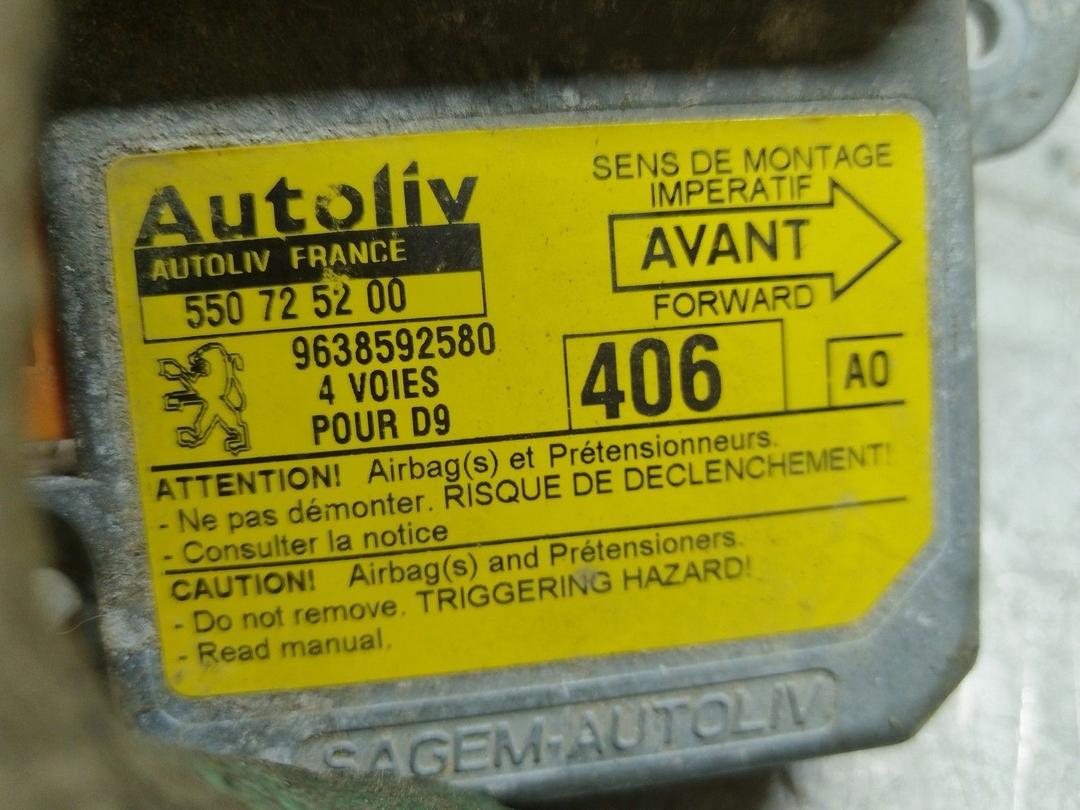 Autoliv
AUTOLIV FRANCE
550 72 52 00
9638592580
4 VOIES
POUR D9
SENS DE MONTAGE
IMPERATIF
AVANT
FORWARD
406
A0
ATTENTION! Airbag(s) et Prétensionneurs.
- Ne pas démonter. RISQUE DE DECLENCHEMENT!
- Consulter la notice
CAUTION! Airbag(s) and Prétensioners.
- Do not remove. TRIGGERING HAZARD!
- Read manual.
SAGEM-AUTOLIV